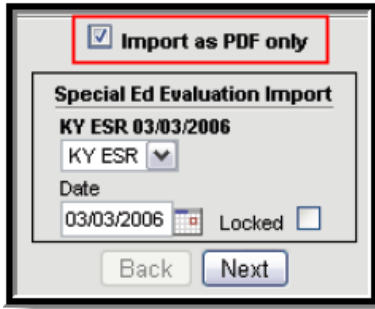 Import as PDF only
Special Ed Evaluation Import
KY ESR 03/03/2006
KY ESR
Date
03/03/2006 Locked
Back Next